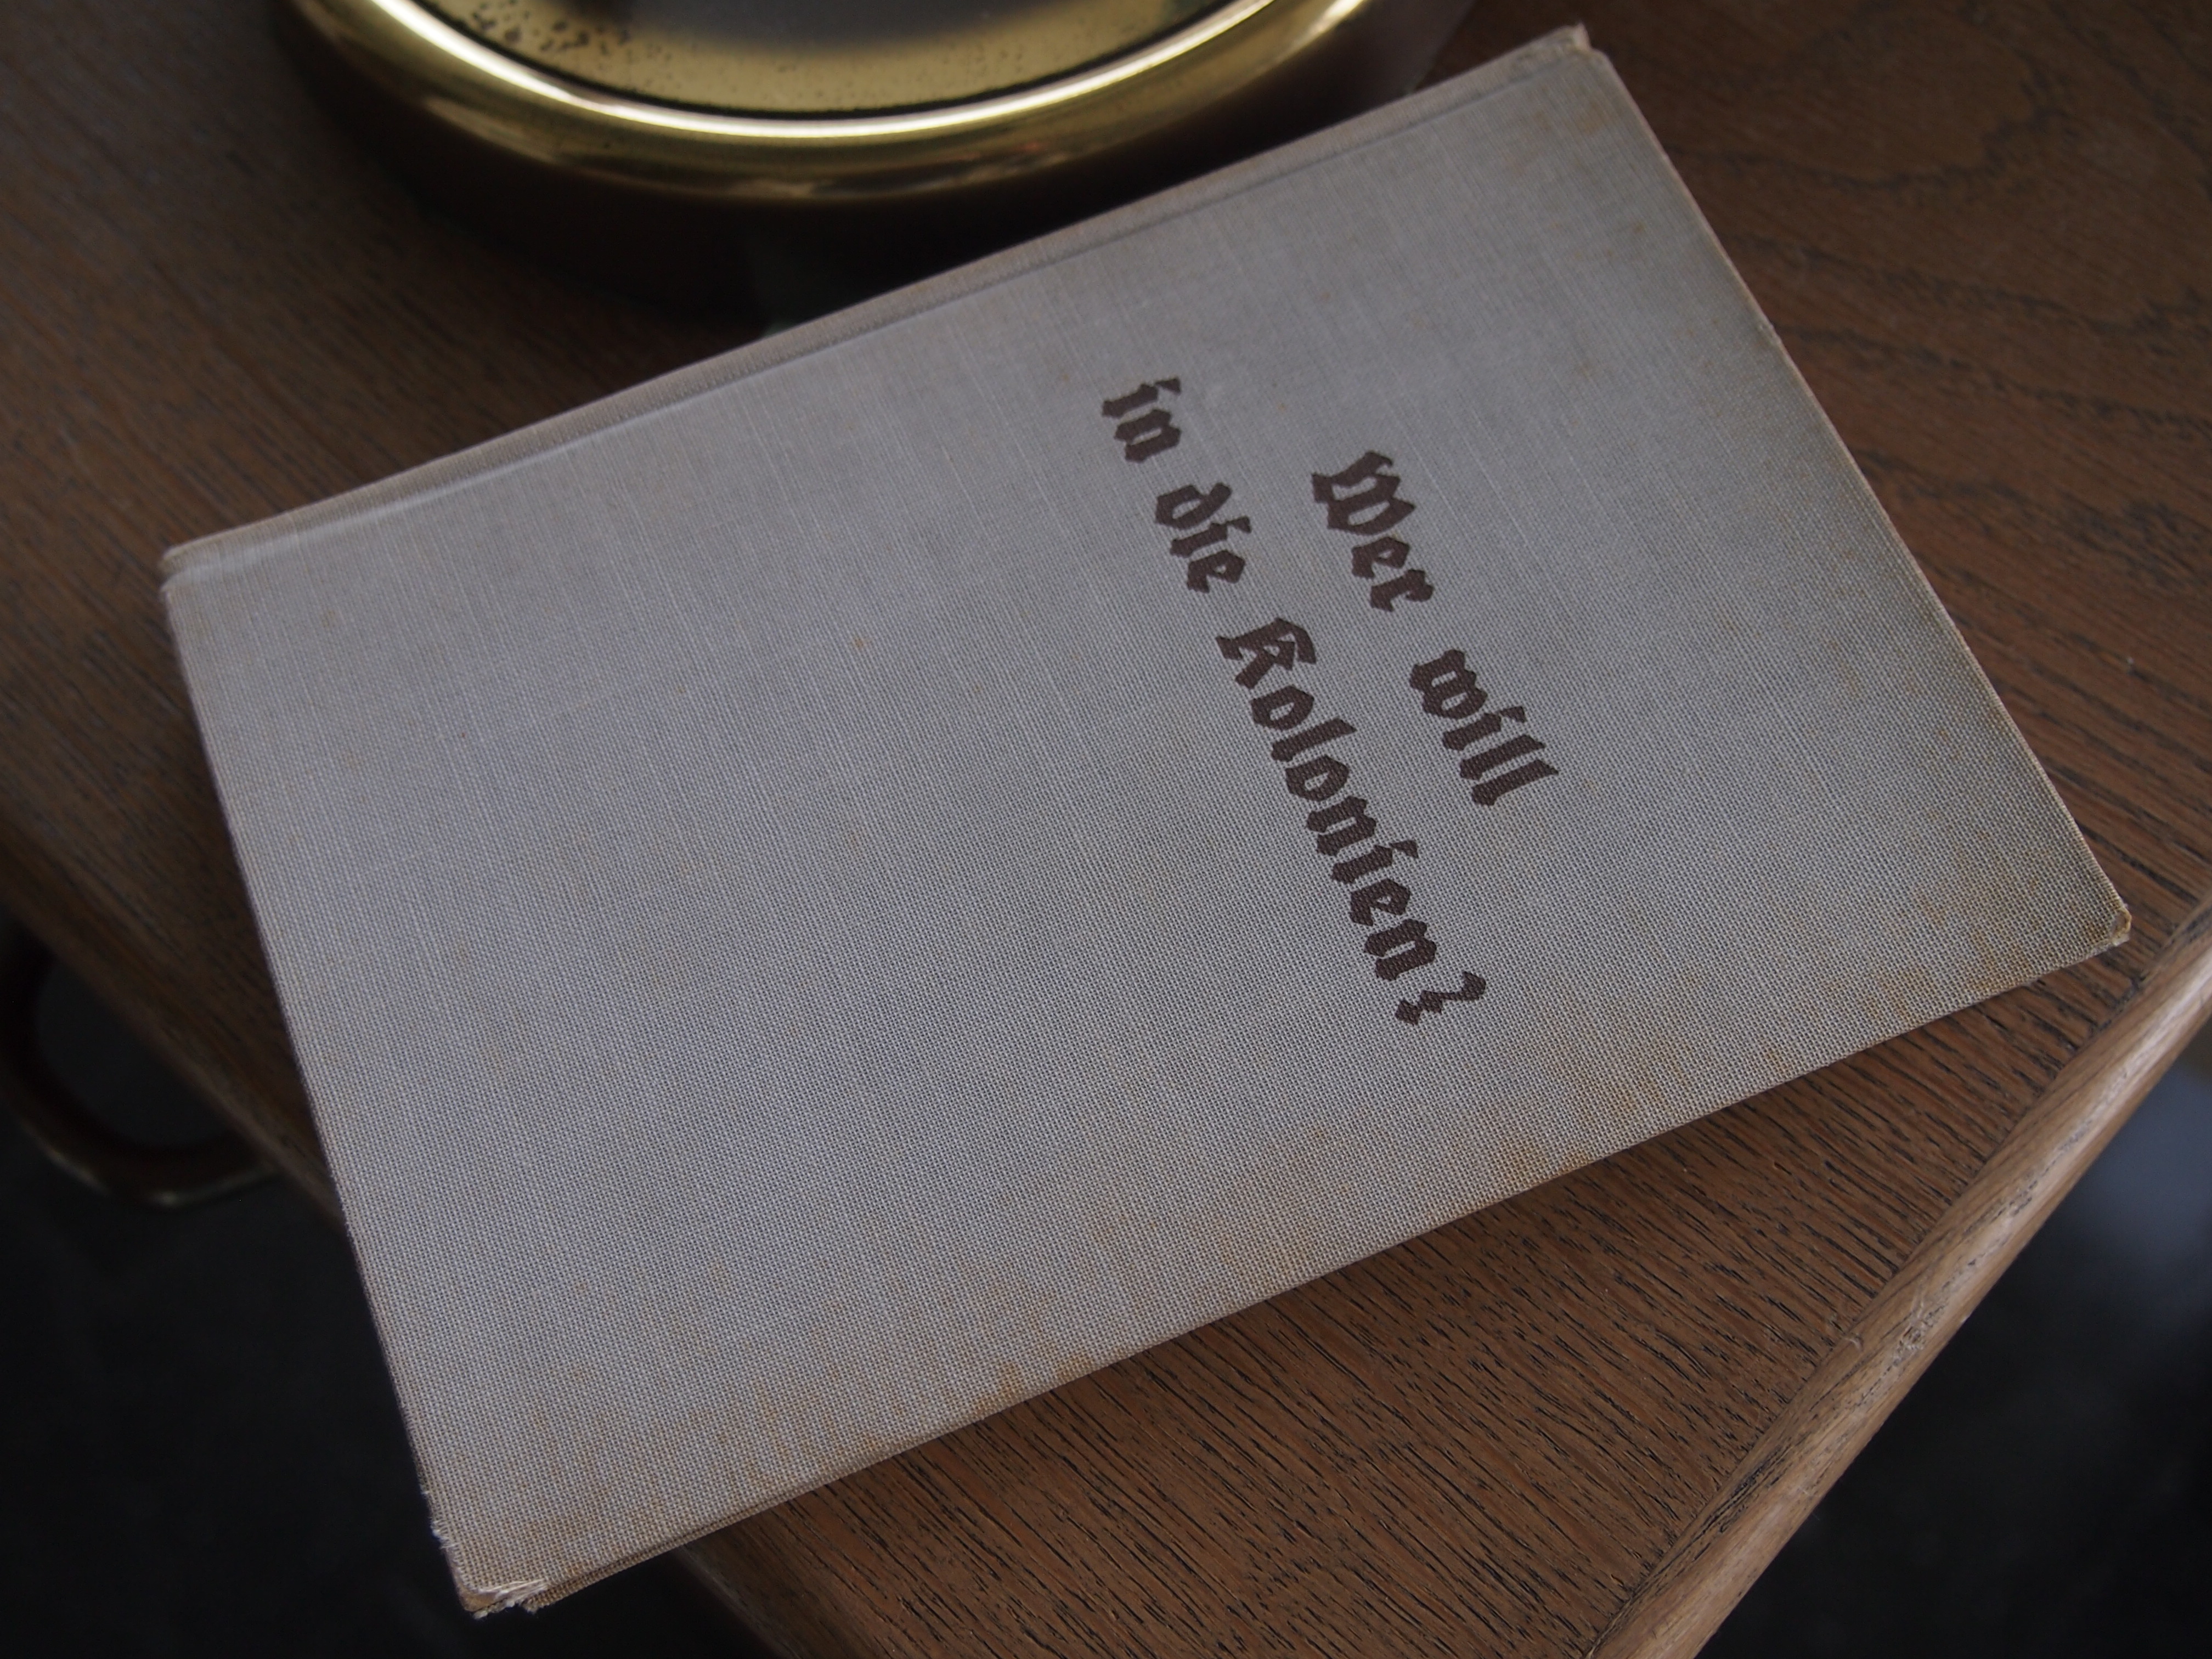 Wer will
in die Kolonien?